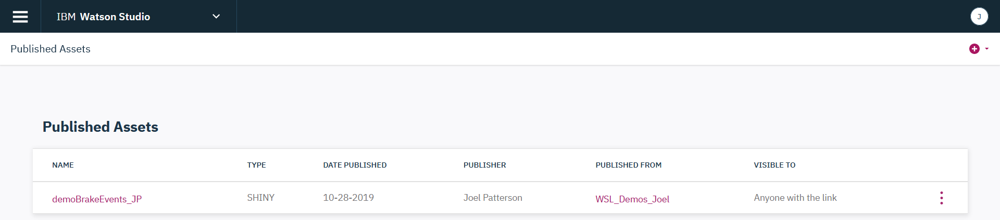 IBM Watson Studio
J
Published Assets
Published Assets
NAME TYPE DATE PUBLISHED PUBLISHER PUBLISHED FROM VISIBLE TO
demoBrakeEvents_JP SHINY 10-28-2019 Joel Patterson WSL_Demos_Joel Anyone with the link